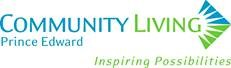 COMMUNITY LIVING
Prince Edward
Inspiring Possibilities